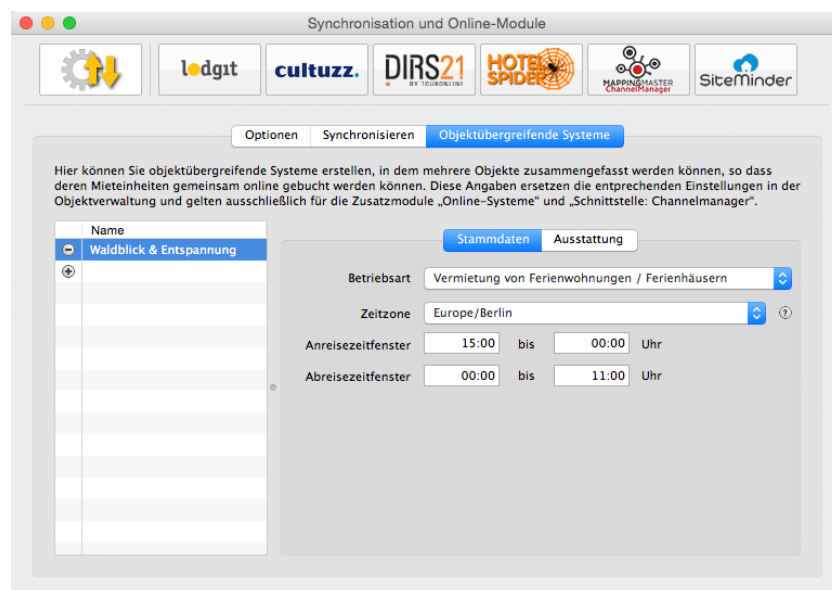 Synchronisation und Online-Module
lodgıt
cultuzz.
DIRS21
BY TOURONLINE
HOTEL
SPIDER
MAPPINGMASTER
ChannelManager
SiteMinder
Optionen Synchronisieren Objektübergreifende Systeme
Hier können Sie objektübergreifende Systeme erstellen, in dem mehrere Objekte zusammengefasst werden können, so dass
deren Mieteinheiten gemeinsam online gebucht werden können. Diese Angaben ersetzen die entprechenden Einstellungen in der
Objektverwaltung und gelten ausschließlich für die Zusatzmodule „Online-Systeme“ und „Schnittstelle: Channelmanager“.
Name
Waldblick & Entspannung
Stammdaten Ausstattung
Betriebsart Vermietung von Ferienwohnungen / Ferienhäusern
Zeitzone Europe/Berlin ?
Anreisezeitfenster 15:00 bis 00:00 Uhr
Abreisezeitfenster 00:00 bis 11:00 Uhr